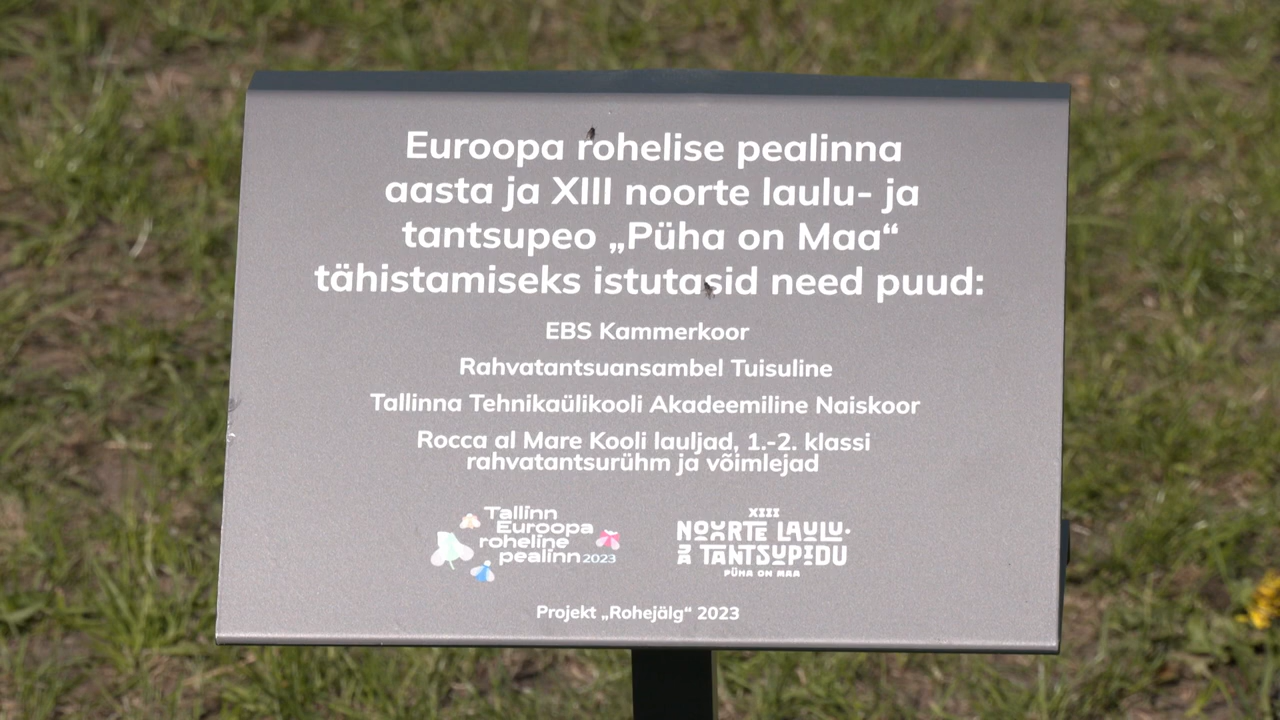 Euroopa rohelise pealinna
aasta ja XIII noorte laulu- ja
tantsupeo „Püha on Maa“
tähistamiseks istutasid need puud:
EBS Kammerkoor
Rahvatantsuansambel Tuisuline
Tallinna Tehnikaülikooli Akadeemiline Naiskoor
Rocca al Mare Kooli lauljad, 1.-2. klassi
rahvatantsurühm ja võimlejad
Tallinn
Euroopa
roheline
pealinn 2023
XIII
NOORTE LAULU-
JA TANTSUPIDU
PÜHA ON MAA
Projekt „Rohejälg“ 2023